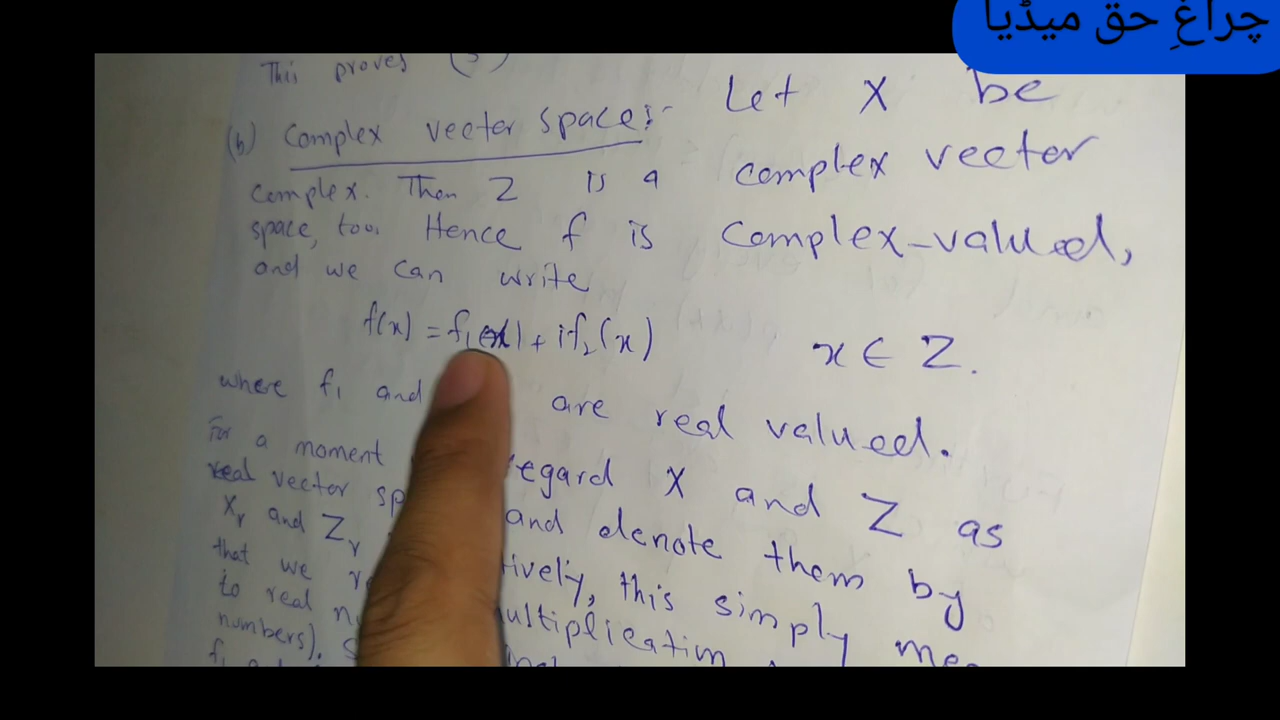 چراغِ حق میڈیا
This proves (3)
(b) Complex vector space:- Let X be
complex. Then Z is a complex vector
space, too. Hence f is complex-valued,
and we can write
f(x) = f₁(x) + if₂(x) x ∈ Z.
where f₁ and are real valued.
For a moment regard X and Z as
real vector and denote them by
Xᵣ and Zᵣ
that we this simply
to real multiplication
numbers).